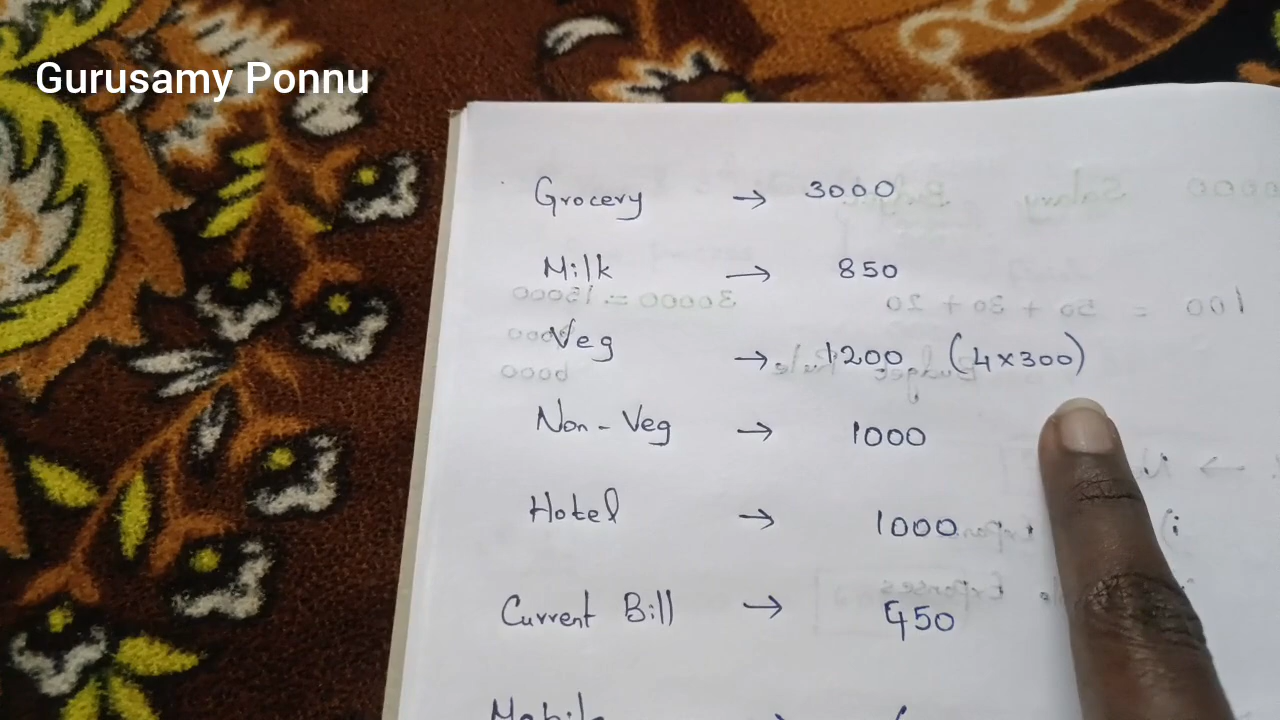 Gurusamy Ponnu
Grocery → 3000
Milk → 850
Veg → 1200 (4x300)
Non-Veg → 1000
Hotel → 1000
Current Bill → 450